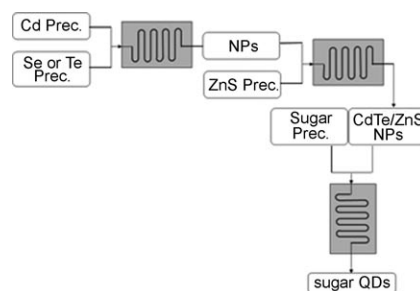 Cd Prec.
Se or Te
Prec.
NPs
ZnS Prec.
Sugar
Prec.
CdTe/ZnS
NPs
sugar QDs